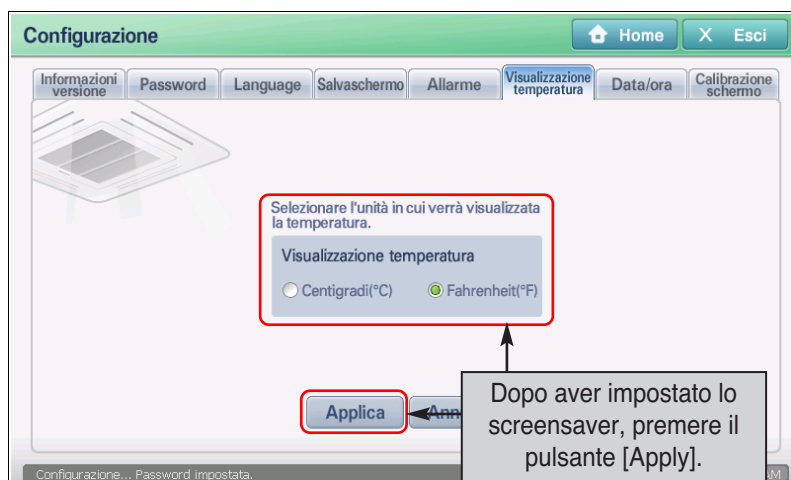 Configurazione
Home
X Esci
Informazioni
versione
Password
Language
Salvaschermo
Allarme
Visualizzazione
temperatura
Data/ora
Calibrazione
schermo
Selezionare l'unità in cui verrà visualizzata
la temperatura.
Visualizzazione temperatura
Centigradi(°C)
Fahrenheit(°F)
Applica
Dopo aver impostato lo
screensaver, premere il
pulsante [Apply].
Configurazione... Password impostata.